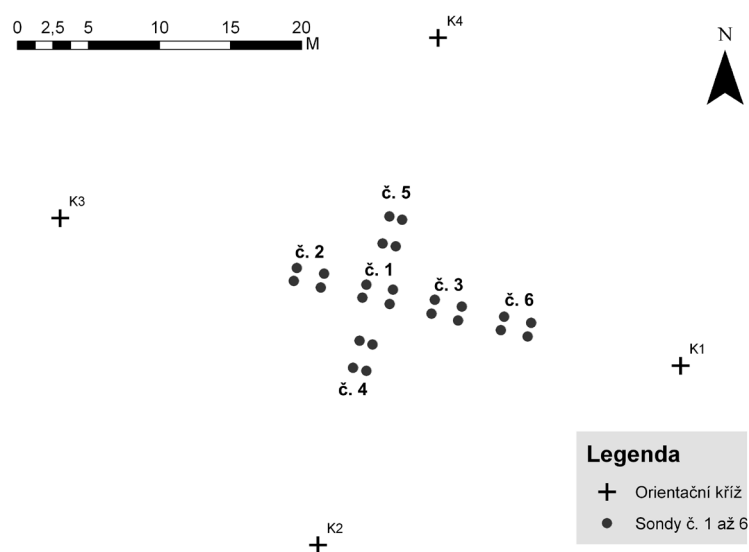 0 2,5 5 10 15 20
M
K4
N
K3
č. 5
č. 2
č. 1
č. 3
č. 6
K1
č. 4
Legenda
Orientační kříž
Sondy č. 1 až 6
K2